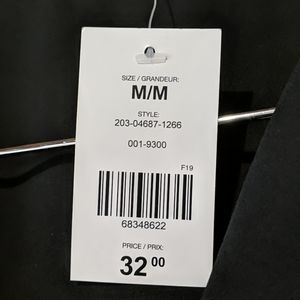 SIZE / GRANDEUR:
M/M
STYLE:
203-04687-1266
001-9300
F19
68348622
PRICE / PRIX:
32 00